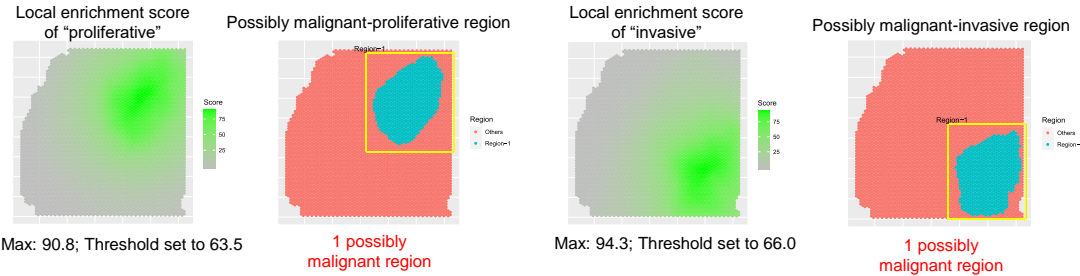 Local enrichment score
of “proliferative”
Score
75
50
25
Max: 90.8; Threshold set to 63.5
Possibly malignant-proliferative region
Region−1
Region
Others
Region−1
1 possibly
malignant region
Local enrichment score
of “invasive”
Score
75
50
25
Max: 94.3; Threshold set to 66.0
Possibly malignant-invasive region
Region−1
Region
Others
Region−
1 possibly
malignant region